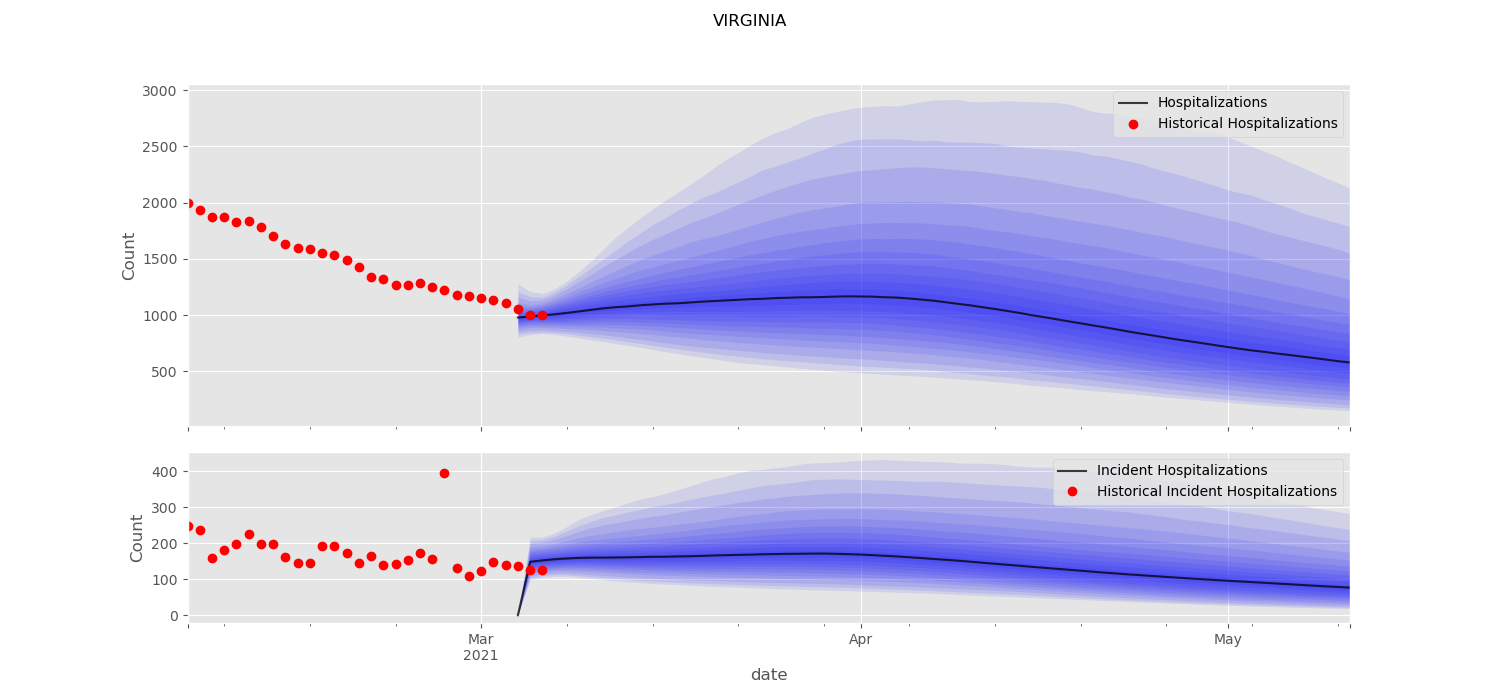 VIRGINIA
3000
2500
2000
1500
1000
500
Count
Hospitalizations
Historical Hospitalizations
400
300
200
100
0
Count
Incident Hospitalizations
Historical Incident Hospitalizations
Mar
2021
Apr
May
date